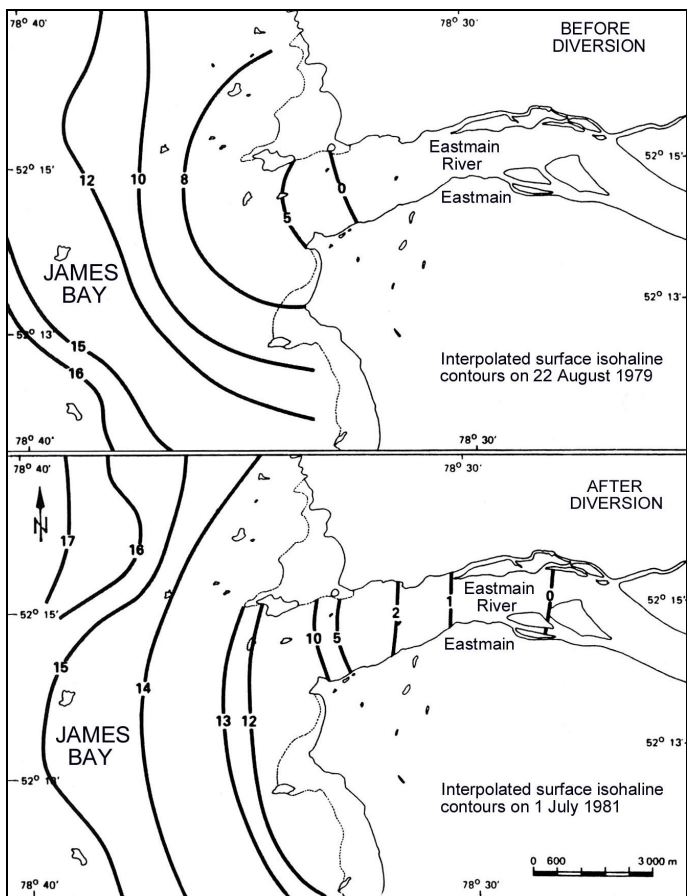 78° 40'
78° 30'
BEFORE
DIVERSION
Eastmain
River
52° 15'
52° 15'
12
10
8
0
5
Eastmain
JAMES
BAY
52° 13'
52° 13'
15
16
Interpolated surface isohaline
contours on 22 August 1979
78° 40'
78° 30'
78° 40'
78° 30'
AFTER
DIVERSION
N
17
16
52° 15'
52° 15'
Eastmain
River
2
1
0
10
5
Eastmain
15
14
13
12
JAMES
BAY
52° 13'
52° 13'
Interpolated surface isohaline
contours on 1 July 1981
0 600 3 000 m
78° 40'
78° 30'